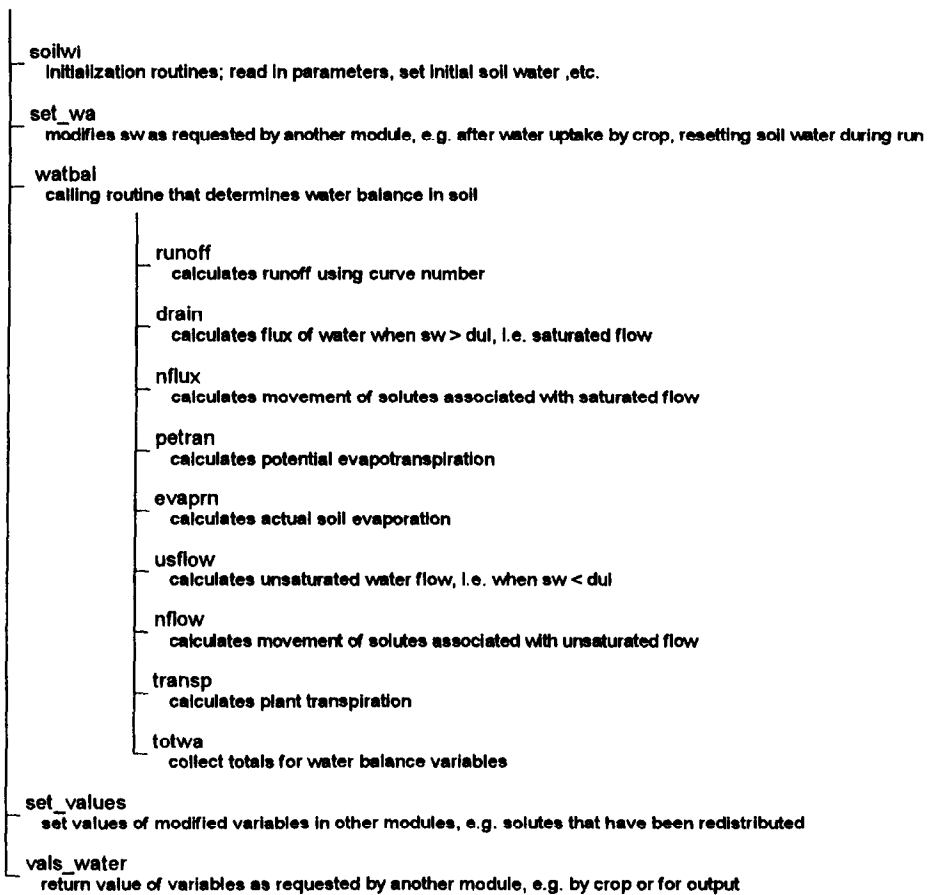 soilwi
initialization routines; read in parameters, set initial soil water ,etc.
set_wa
modifies sw as requested by another module, e.g. after water uptake by crop, resetting soil water during run
watbal
calling routine that determines water balance in soil
runoff
calculates runoff using curve number
drain
calculates flux of water when sw > dul, i.e. saturated flow
nflux
calculates movement of solutes associated with saturated flow
petran
calculates potential evapotranspiration
evaprn
calculates actual soil evaporation
usflow
calculates unsaturated water flow, i.e. when sw < dul
nflow
calculates movement of solutes associated with unsaturated flow
transp
calculates plant transpiration
totwa
collect totals for water balance variables
set_values
set values of modified variables in other modules, e.g. solutes that have been redistributed
vals_water
return value of variables as requested by another module, e.g. by crop or for output